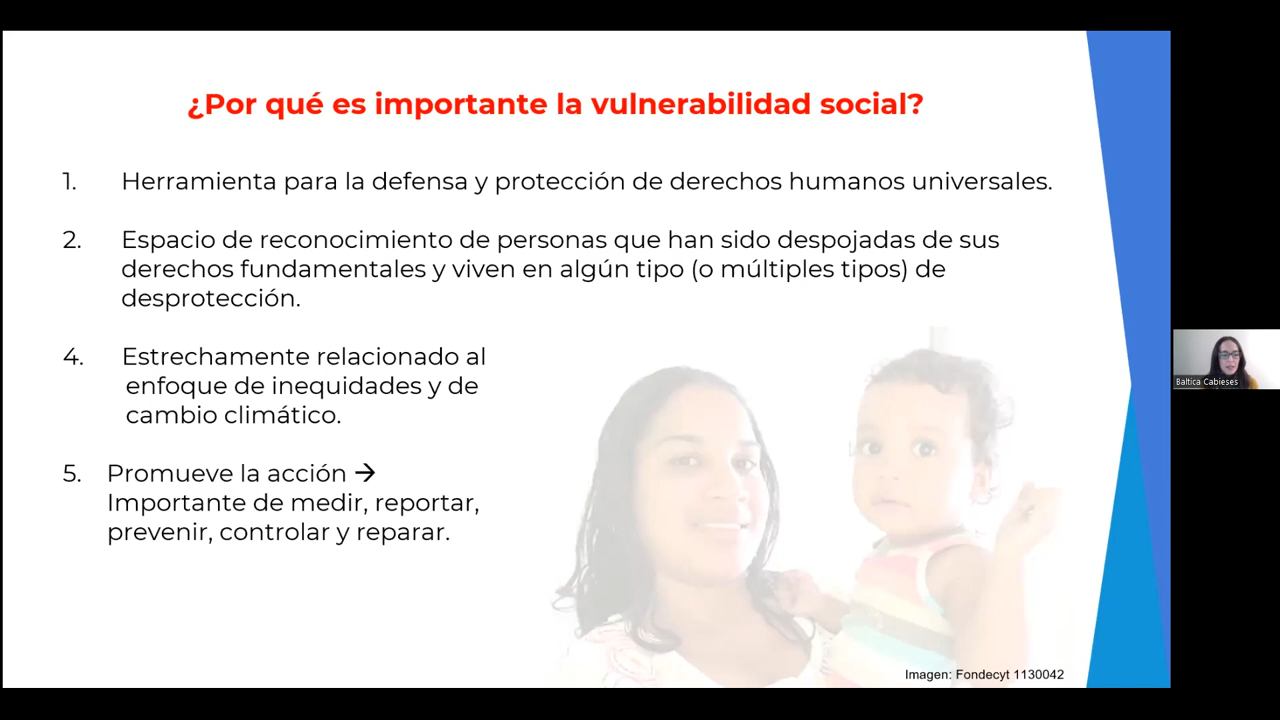 ¿Por qué es importante la vulnerabilidad social?
1. Herramienta para la defensa y protección de derechos humanos universales.
2. Espacio de reconocimiento de personas que han sido despojadas de sus
derechos fundamentales y viven en algún tipo (o múltiples tipos) de
desprotección.
4. Estrechamente relacionado al
enfoque de inequidades y de
cambio climático.
5. Promueve la acción →
Importante de medir, reportar,
prevenir, controlar y reparar.
Baltica Cabieses
Imagen: Fondecyt 1130042